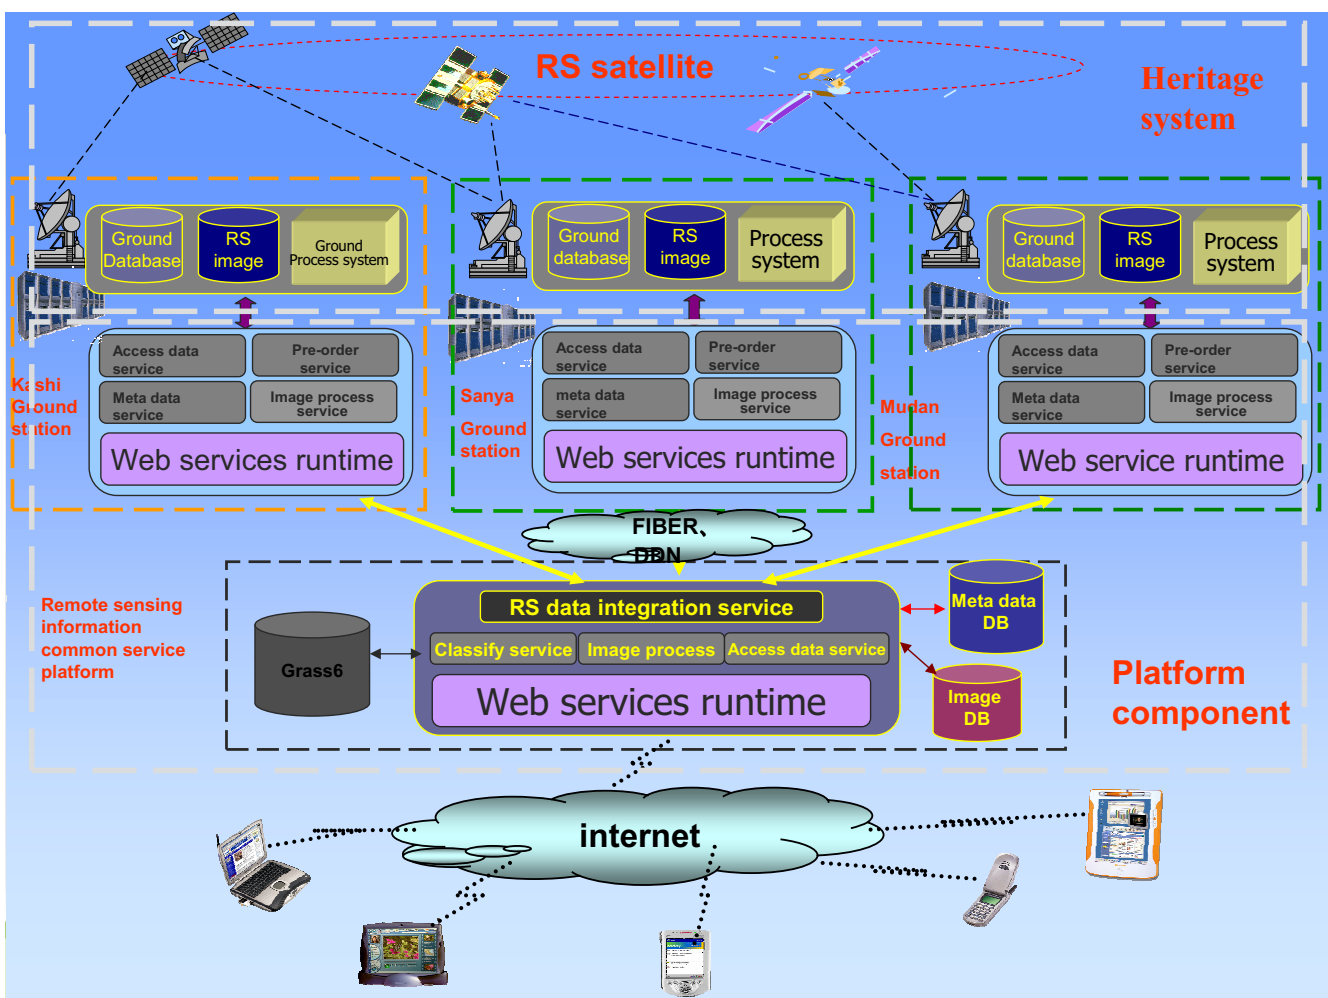 RS satellite
Heritage
system
Ground
Database
RS
image
Ground
Process system
Ground
database
RS
image
Process
system
Ground
database
RS
image
Process
system
Access data
service
Pre-order
service
Meta data
service
Image process
service
Web services runtime
Kashi
Ground
station
Access data
service
Pre-order
service
meta data
service
Image process
service
Web services runtime
Sanya
Ground
station
Access data
service
Pre-order
service
Meta data
service
Image process
service
Web service runtime
Mudan
Ground
station
FIBER、
DDN
Remote sensing
information
common service
platform
Grass6
RS data integration service
Classify service
Image process
Access data service
Web services runtime
Meta data
DB
Image
DB
Platform
component
internet